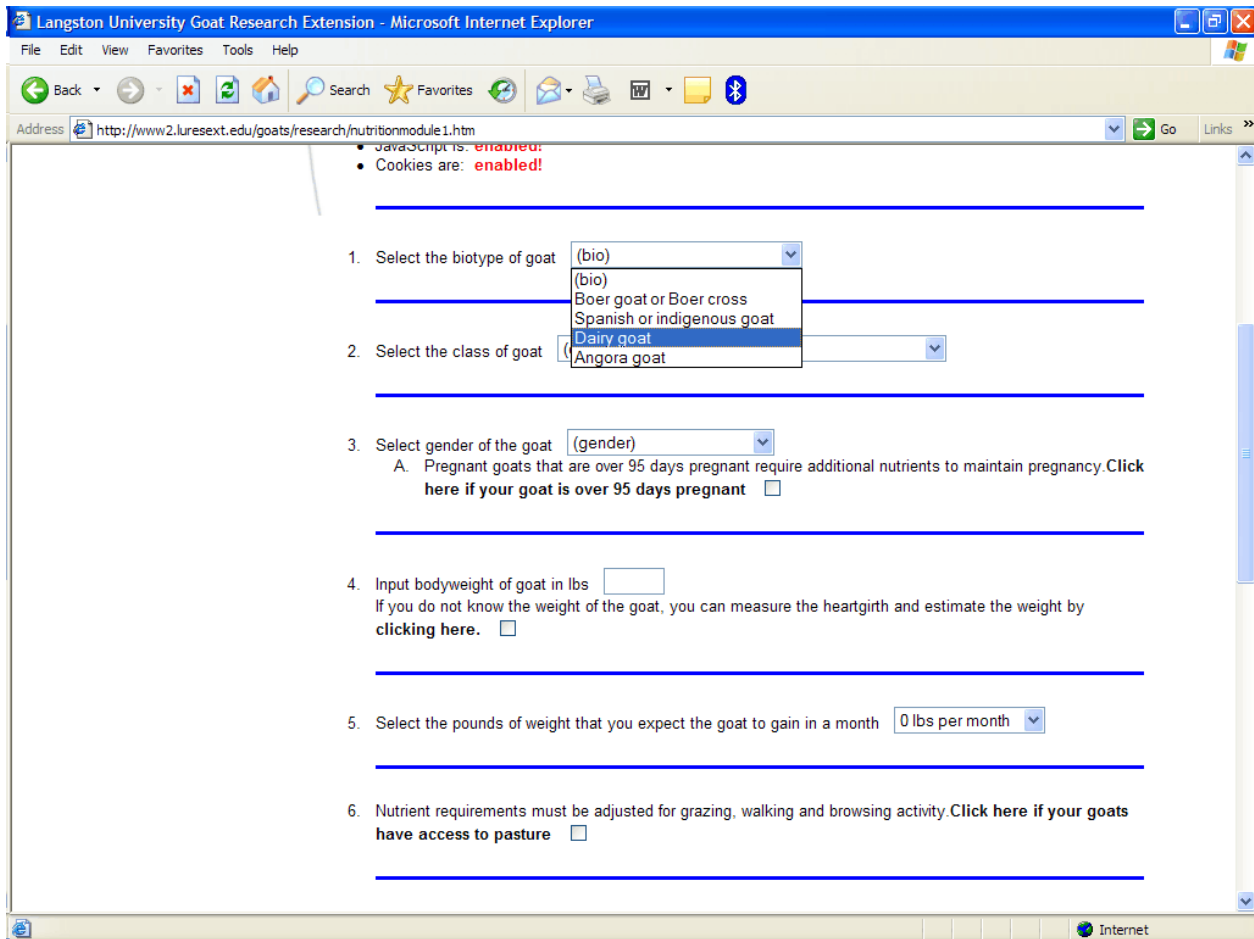 Langston University Goat Research Extension - Microsoft Internet Explorer
File Edit View Favorites Tools Help
Back Search Favorites
Address http://www2.luresext.edu/goats/research/nutritionmodule1.htm Go Links »
• JavaScript is: enabled!
• Cookies are: enabled!
1. Select the biotype of goat (bio)
(bio)
Boer goat or Boer cross
Spanish or indigenous goat
Dairy goat
Angora goat
2. Select the class of goat (
3. Select gender of the goat (gender)
A. Pregnant goats that are over 95 days pregnant require additional nutrients to maintain pregnancy.Click
here if your goat is over 95 days pregnant
4. Input bodyweight of goat in lbs
If you do not know the weight of the goat, you can measure the heartgirth and estimate the weight by
clicking here.
5. Select the pounds of weight that you expect the goat to gain in a month 0 lbs per month
6. Nutrient requirements must be adjusted for grazing, walking and browsing activity.Click here if your goats
have access to pasture
Internet